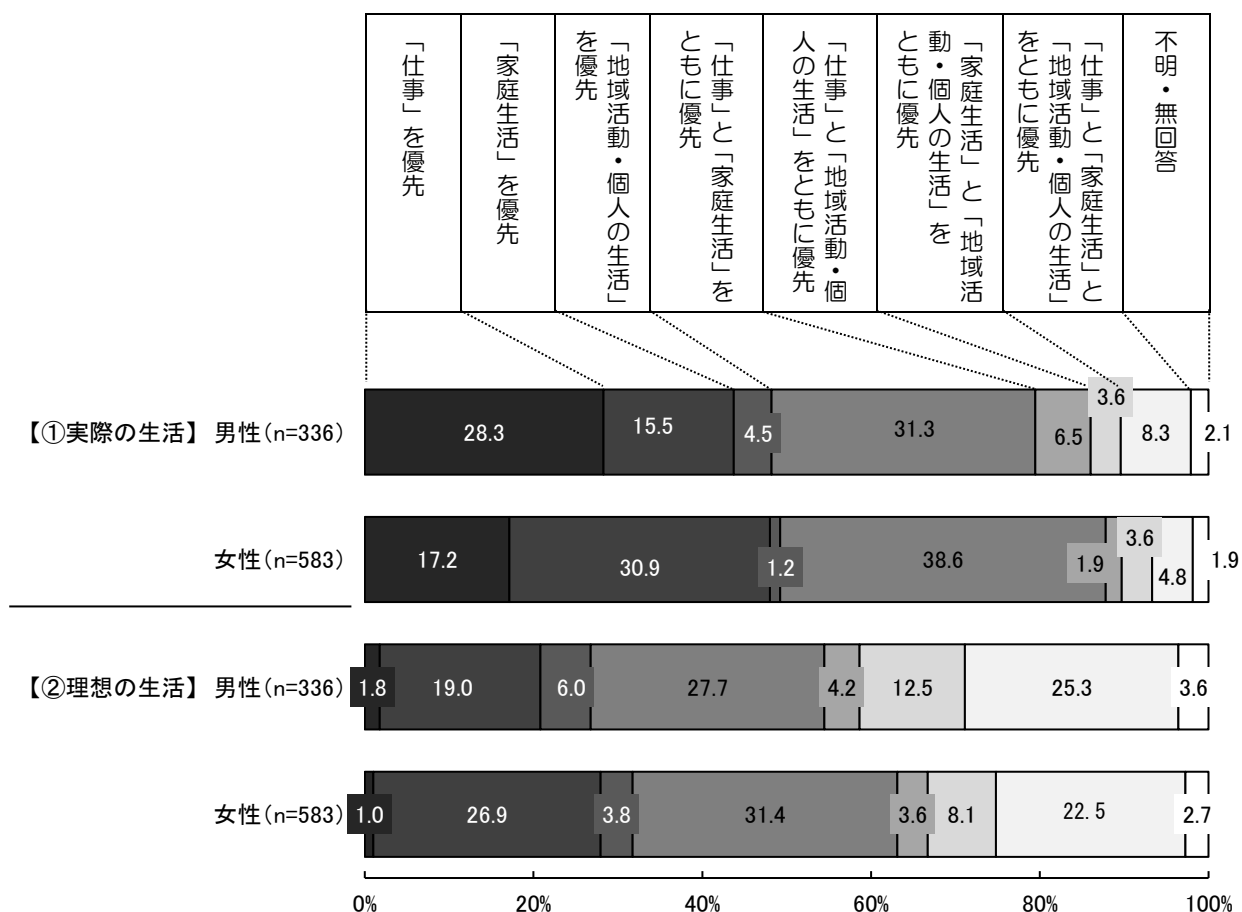 「仕事」を優先
「家庭生活」を優先
「地域活動・個人の生活」
を優先
「仕事」と「家庭生活」を
ともに優先
「仕事」と「地域活動・個
人の生活」をともに優先
「家庭生活」と「地域活
動・個人の生活」を
ともに優先
「仕事」と「家庭生活」と
「地域活動・個人の生活」
をともに優先
不明・無回答
【①実際の生活】 男性(n=336) 28.3 15.5 4.5 31.3 6.5 3.6 8.3 2.1
女性(n=583) 17.2 30.9 1.2 38.6 1.9 3.6 4.8 1.9
【②理想の生活】 男性(n=336) 1.8 19.0 6.0 27.7 4.2 12.5 25.3 3.6
女性(n=583) 1.0 26.9 3.8 31.4 3.6 8.1 22.5 2.7
0% 20% 40% 60% 80% 100%